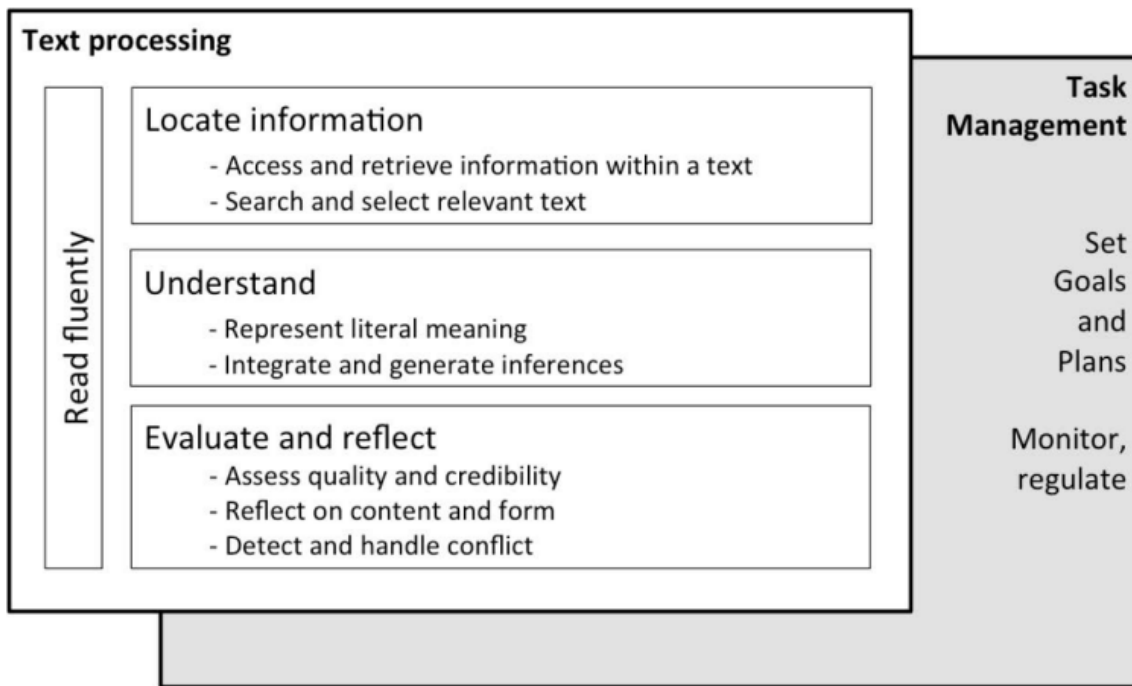 Text processing
Read fluently
Locate information
- Access and retrieve information within a text
- Search and select relevant text
Understand
- Represent literal meaning
- Integrate and generate inferences
Evaluate and reflect
- Assess quality and credibility
- Reflect on content and form
- Detect and handle conflict
Task
Management
Set
Goals
and
Plans
Monitor,
regulate